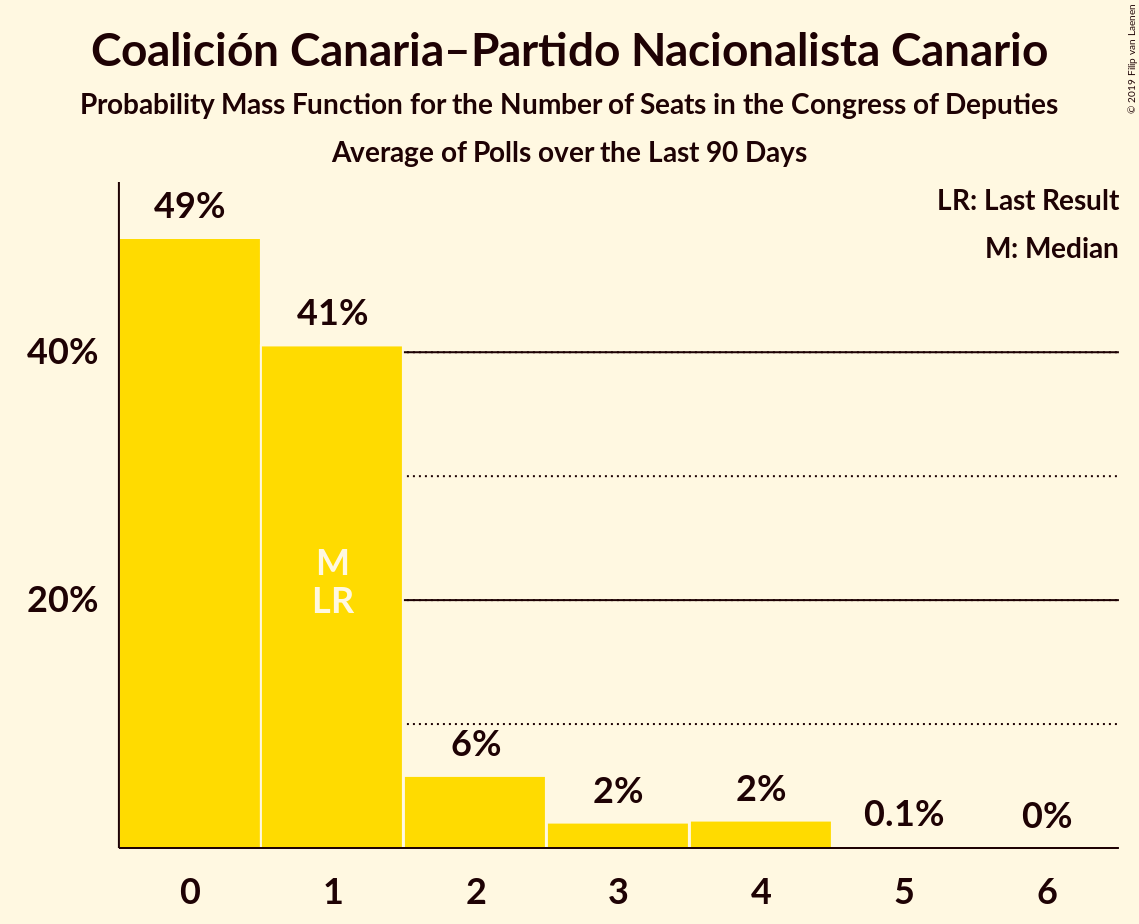 Coalición Canaria–Partido Nacionalista Canario
Probability Mass Function for the Number of Seats in the Congress of Deputies
Average of Polls over the Last 90 Days
© 2019 Filip van Laenen
LR: Last Result
M: Median
49%
41%
40%
M
LR
20%
6%
2%
2%
0.1%
0%
0 1 2 3 4 5 6